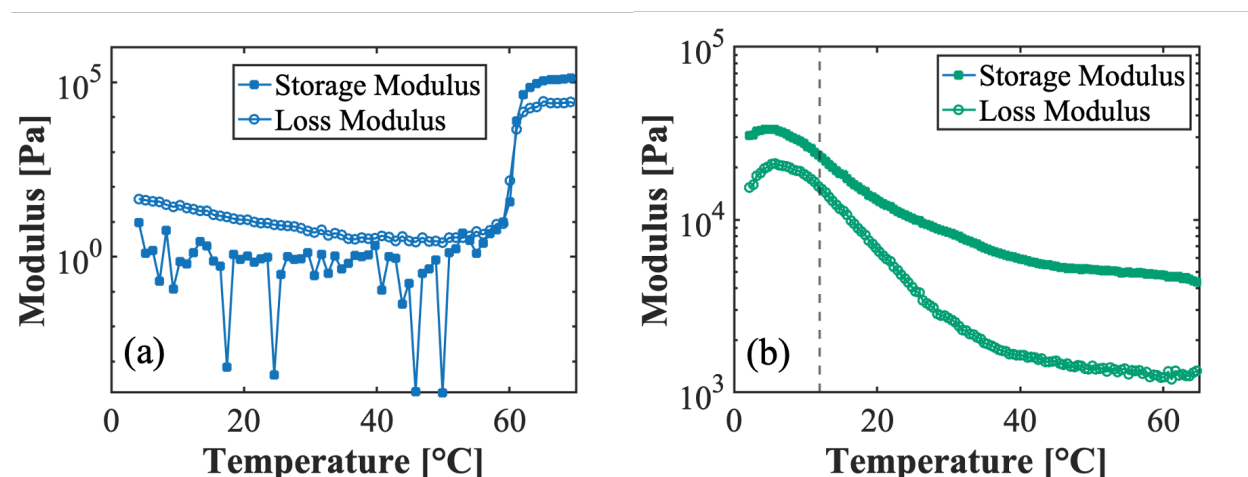 Modulus [Pa]
10^5
10^0
Storage Modulus
Loss Modulus
(a)
0 20 40 60
Temperature [°C]
Modulus [Pa]
10^5
10^4
10^3
Storage Modulus
Loss Modulus
(b)
0 20 40 60
Temperature [°C]